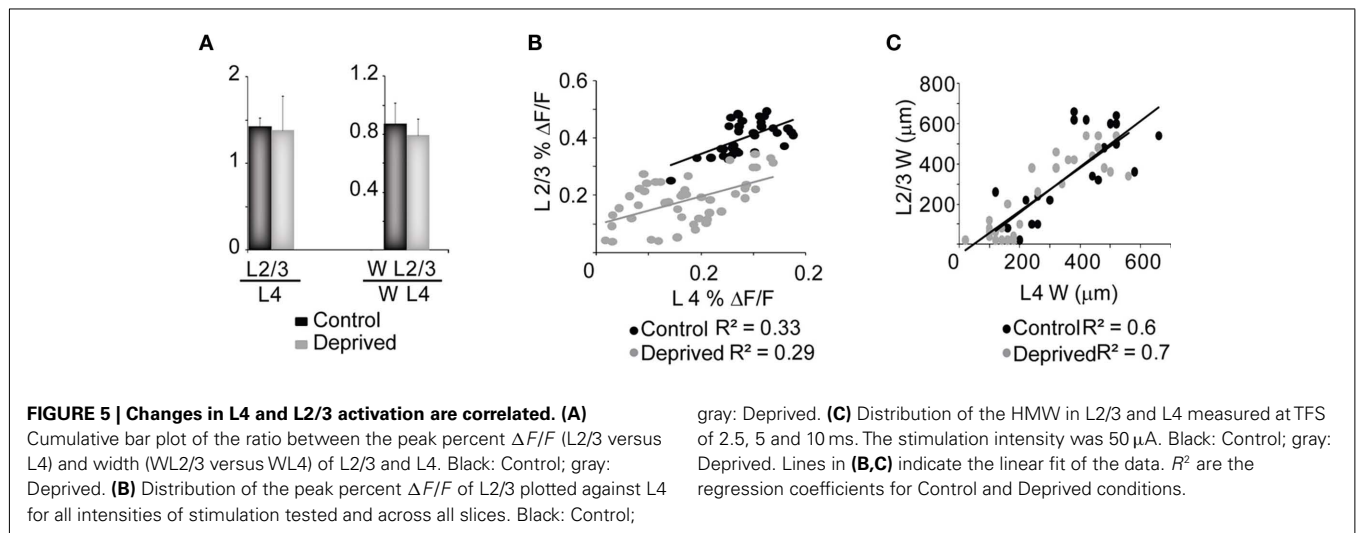 A
2
1
0
L2/3
L4
1.2
0.8
0.4
W L2/3
W L4
Control
Deprived
B
L 2/3 % ΔF/F
0.6
0.4
0.2
0
0.2
0.2
L 4 % ΔF/F
Control R² = 0.33
Deprived R² = 0.29
C
L2/3 W (μm)
800
600
400
200
0
200
400
600
L4 W (μm)
Control R² = 0.6
Deprived R² = 0.7
FIGURE 5 | Changes in L4 and L2/3 activation are correlated. (A)
Cumulative bar plot of the ratio between the peak percent ΔF/F (L2/3 versus
L4) and width (WL2/3 versus WL4) of L2/3 and L4. Black: Control; gray:
Deprived. (B) Distribution of the peak percent ΔF/F of L2/3 plotted against L4
for all intensities of stimulation tested and across all slices. Black: Control;
gray: Deprived. (C) Distribution of the HMW in L2/3 and L4 measured at TFS
of 2.5, 5 and 10 ms. The stimulation intensity was 50 μA. Black: Control; gray:
Deprived. Lines in (B,C) indicate the linear fit of the data. R² are the
regression coefficients for Control and Deprived conditions.